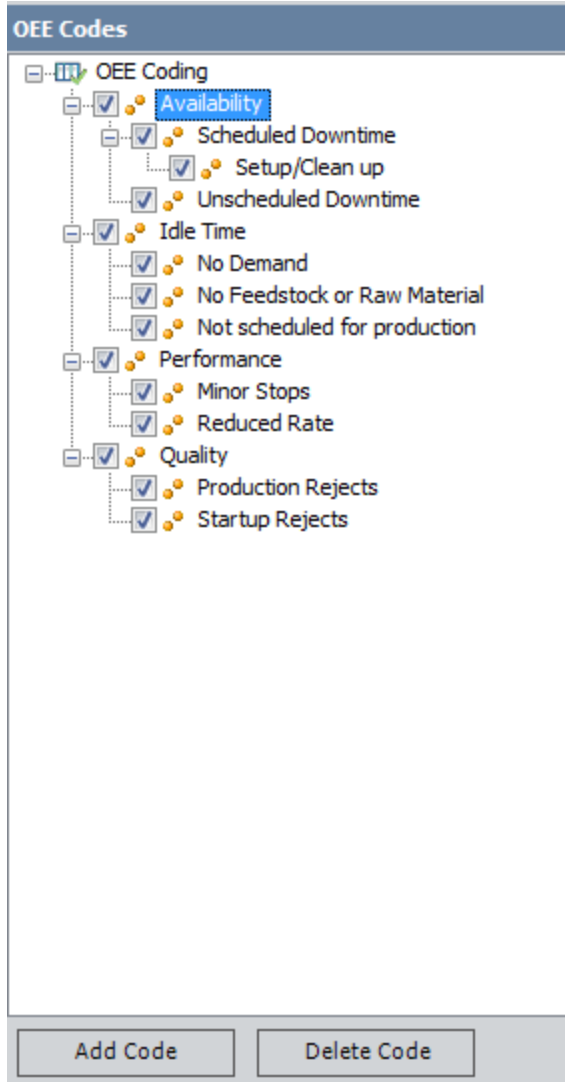 OEE Codes
OEE Coding
Availability
Scheduled Downtime
Setup/Clean up
Unscheduled Downtime
Idle Time
No Demand
No Feedstock or Raw Material
Not scheduled for production
Performance
Minor Stops
Reduced Rate
Quality
Production Rejects
Startup Rejects
Add Code Delete Code